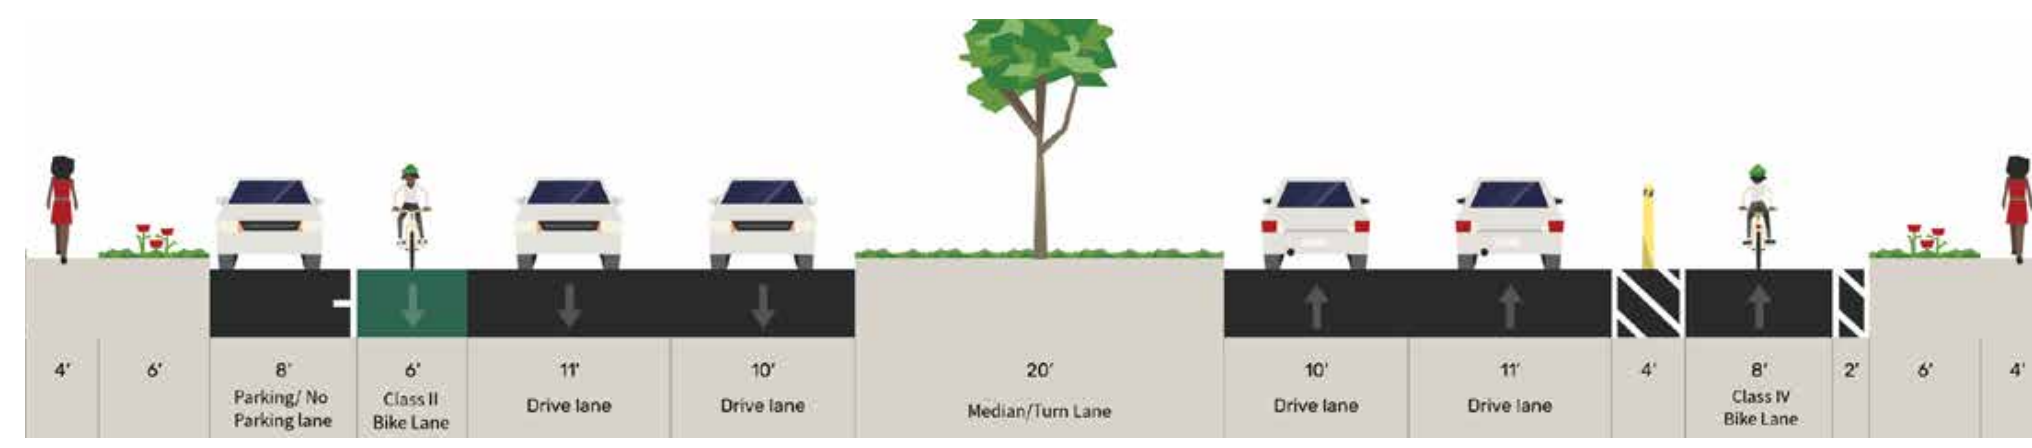 4' 6' 8' 6' 11' 10' 20' 10' 11' 4' 8' 2' 6' 4'
Parking/ No
Parking lane
Class II
Bike Lane
Drive lane
Drive lane
Median/Turn Lane
Drive lane
Drive lane
Class IV
Bike Lane